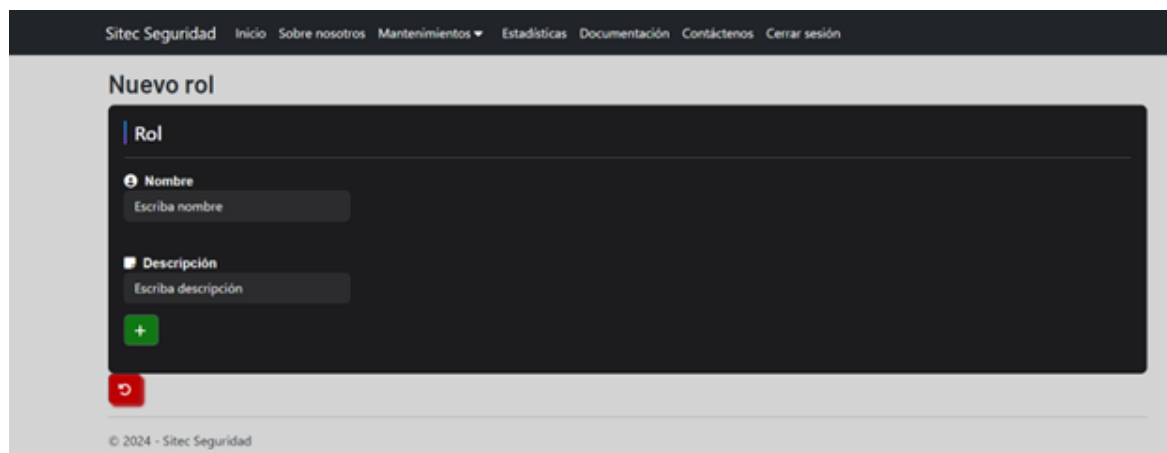 Sitec Seguridad Inicio Sobre nosotros Mantenimientos Estadísticas Documentación Contáctenos Cerrar sesión
Nuevo rol
Rol
Nombre
Escriba nombre
Descripción
Escriba descripción
+
© 2024 - Sitec Seguridad